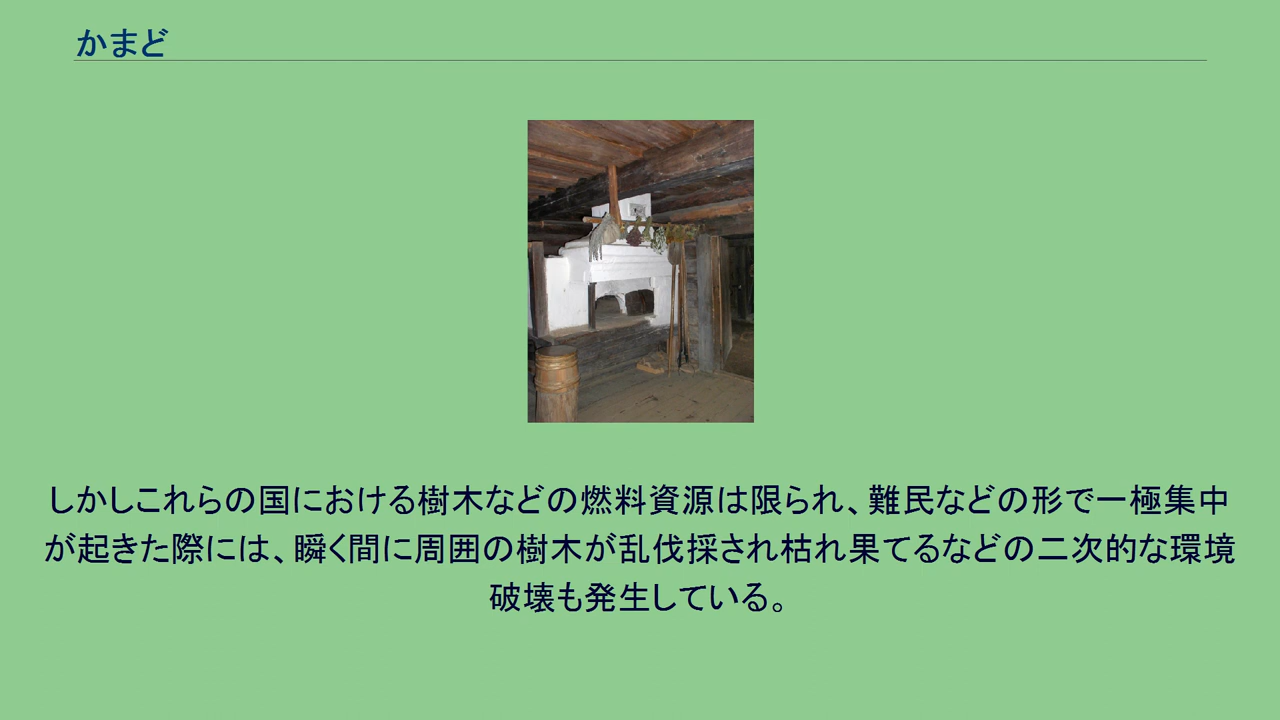 かまど
しかしこれらの国における樹木などの燃料資源は限られ、難民などの形で一極集中
が起きた際には、瞬く間に周囲の樹木が乱伐採され枯れ果てるなどの二次的な環境
破壊も発生している。